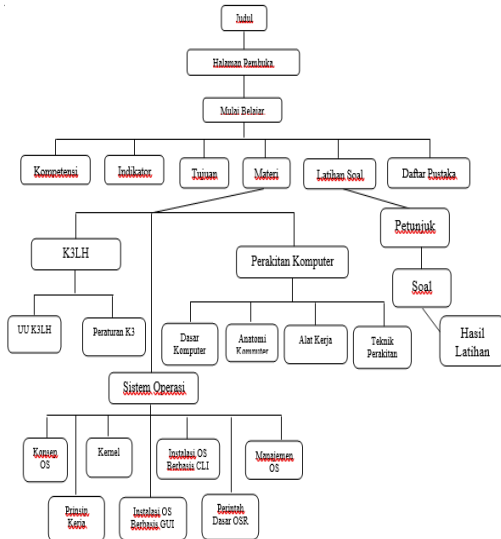 Judul
Halaman Pembuka
Mulai Belajar
Kompetensi
Indikator
Tujuan
Materi
Latihan Soal
Daftar Pustaka
K3LH
Perakitan Komputer
Petunjuk
Soal
Hasil
Latihan
UU K3LH
Peraturan K3
Dasar
Komputer
Anatomi
Komputer
Alat Kerja
Teknik
Perakitan
Sistem Operasi
Konsep
OS
Kernel
Instalasi OS
Berbasis CLI
Manajemen
OS
Prinsip
Kerja
Instalasi OS
Berbasis GUI
Perintah
Dasar OSR